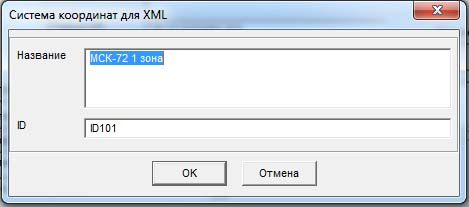 Система координат для XML
Название
МСК-72 1 зона
ID
ID101
OK
Отмена